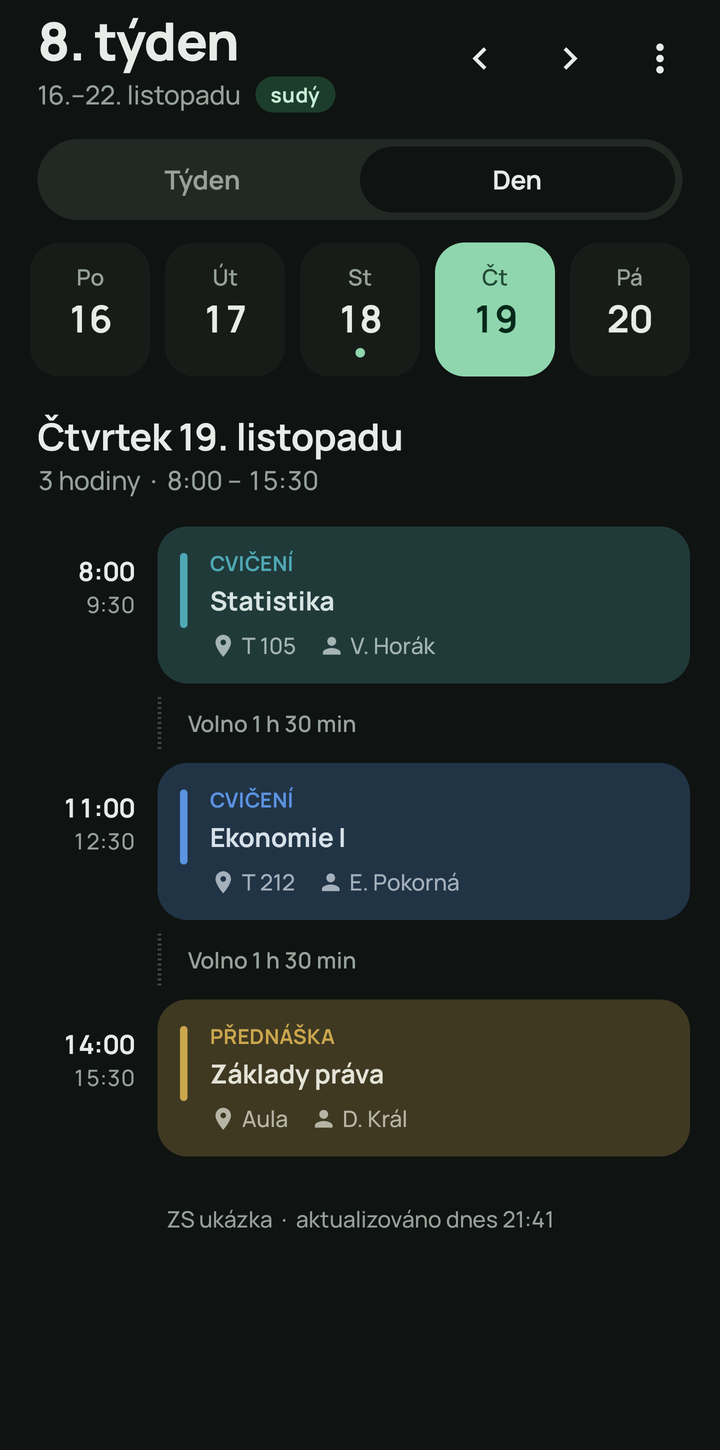 8. týden
16.–22. listopadu sudý
Týden Den
Po Út St Čt Pá
16 17 18 19 20
Čtvrtek 19. listopadu
3 hodiny · 8:00 – 15:30
8:00
9:30
CVIČENÍ
Statistika
T 105 V. Horák
Volno 1 h 30 min
11:00
12:30
CVIČENÍ
Ekonomie I
T 212 E. Pokorná
Volno 1 h 30 min
14:00
15:30
PŘEDNÁŠKA
Základy práva
Aula D. Král
ZS ukázka · aktualizováno dnes 21:41